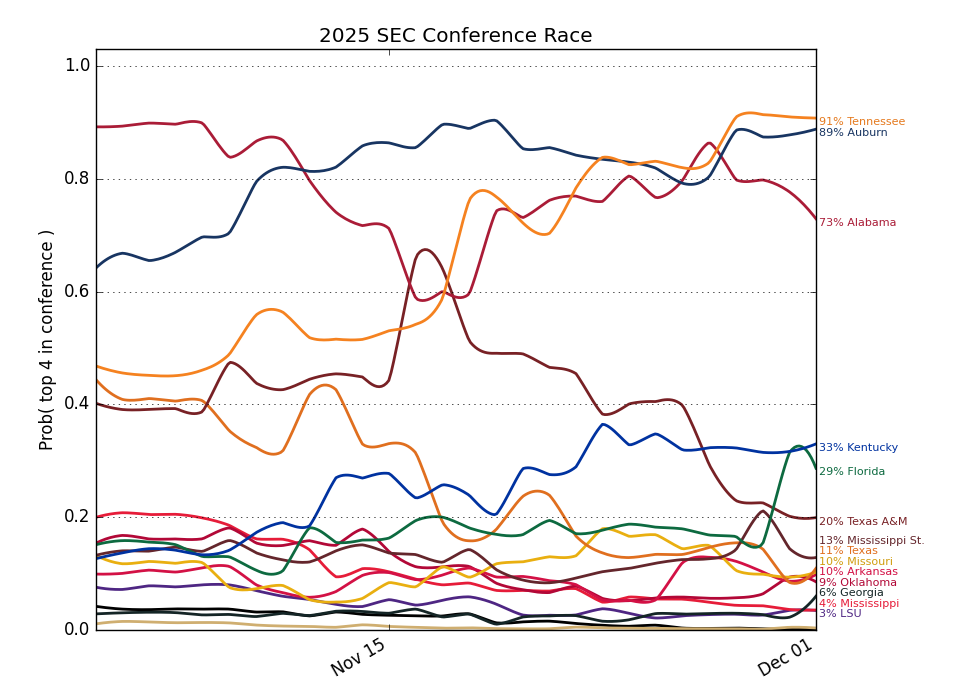 2025 SEC Conference Race
Prob( top 4 in conference )
1.0
0.8
0.6
0.4
0.2
0.0
Nov 15
Dec 01
91% Tennessee
89% Auburn
73% Alabama
33% Kentucky
29% Florida
20% Texas A&M
13% Mississippi St.
11% Texas
10% Missouri
10% Arkansas
9% Oklahoma
6% Georgia
4% Mississippi
3% LSU